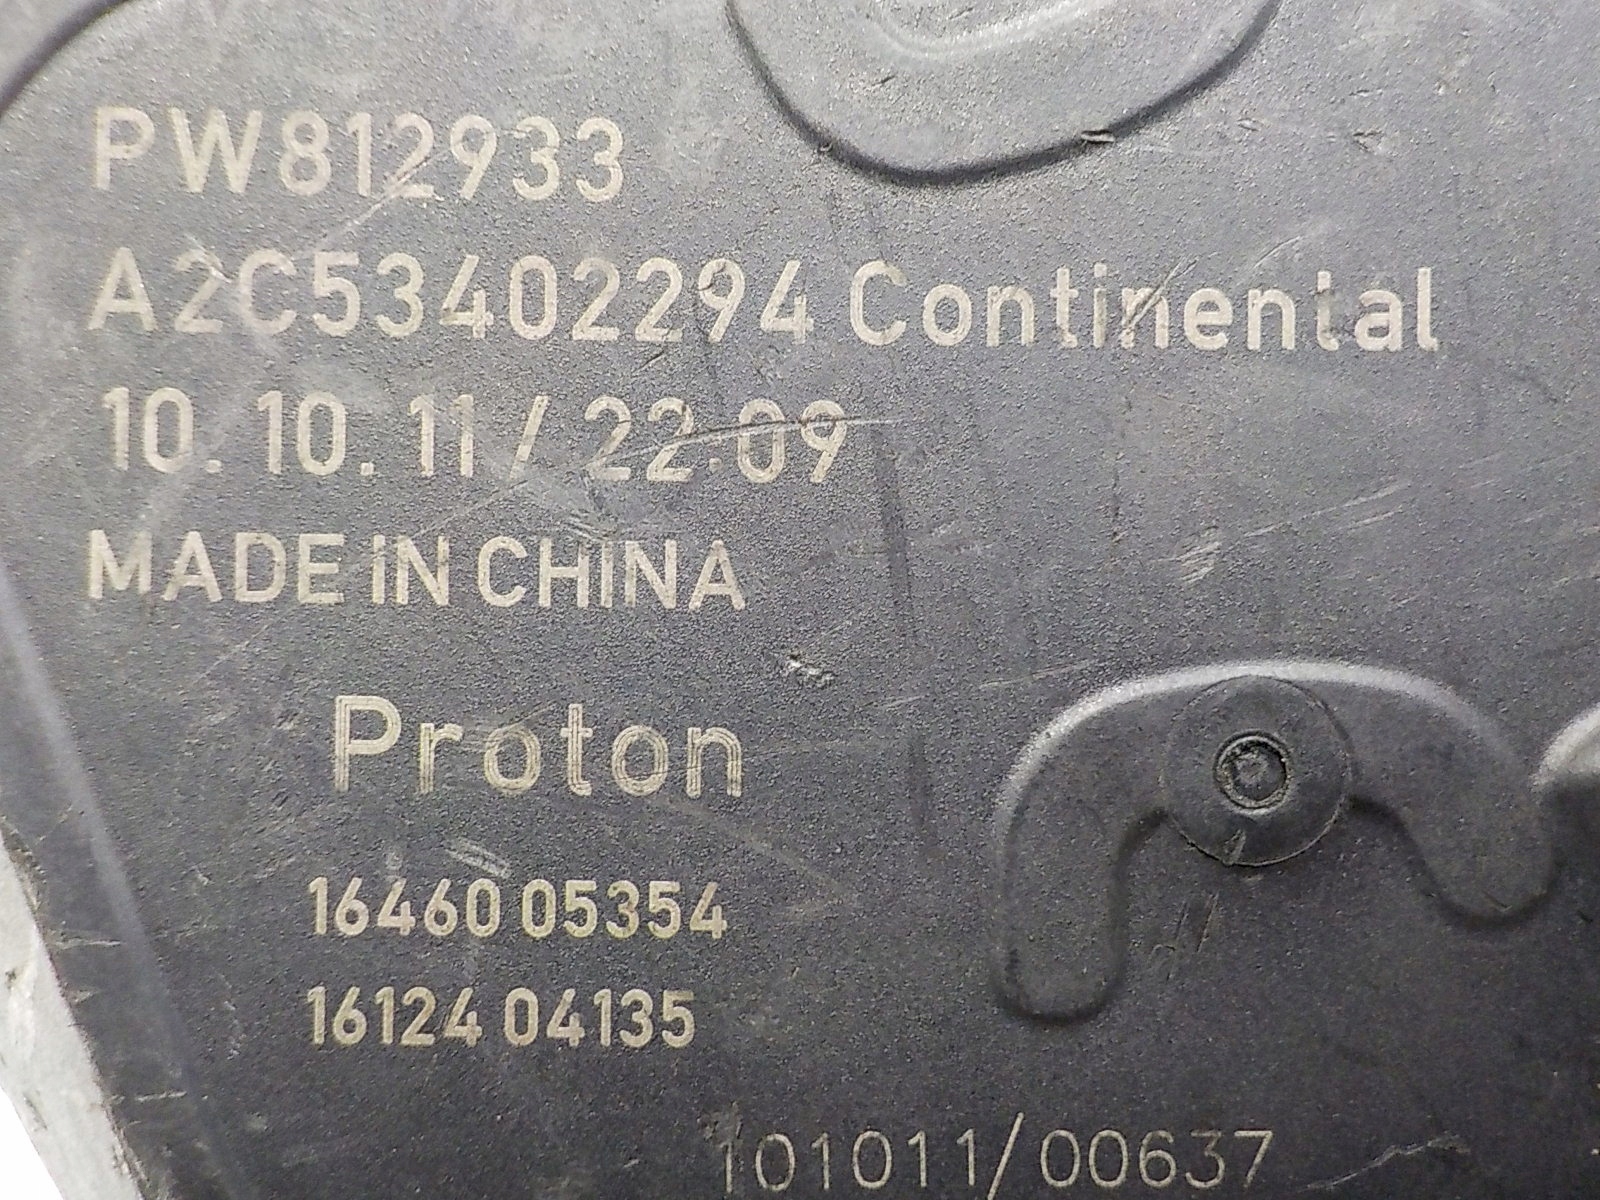 PW812933
A2C53402294 Continental
10. 10. 11 / 22:09
MADE IN CHINA
Proton
16460 05354
16124 04135
101011/00637